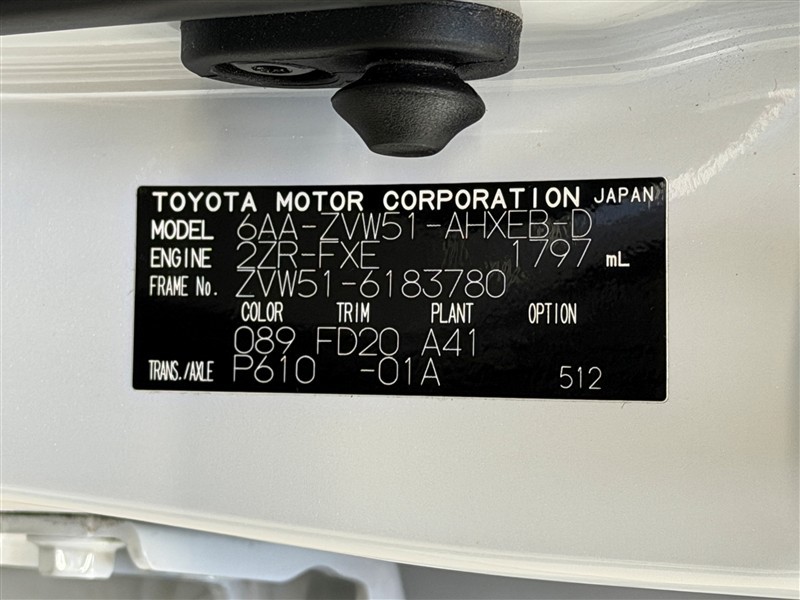 TOYOTA MOTOR CORPORATION JAPAN
MODEL 6AA-ZVW51-AHXEB-D
ENGINE 2ZR-FXE 1797 mL
FRAME No. ZVW51-6183780
COLOR TRIM PLANT OPTION
089 FD20 A41
TRANS./AXLE P610 -01A 512